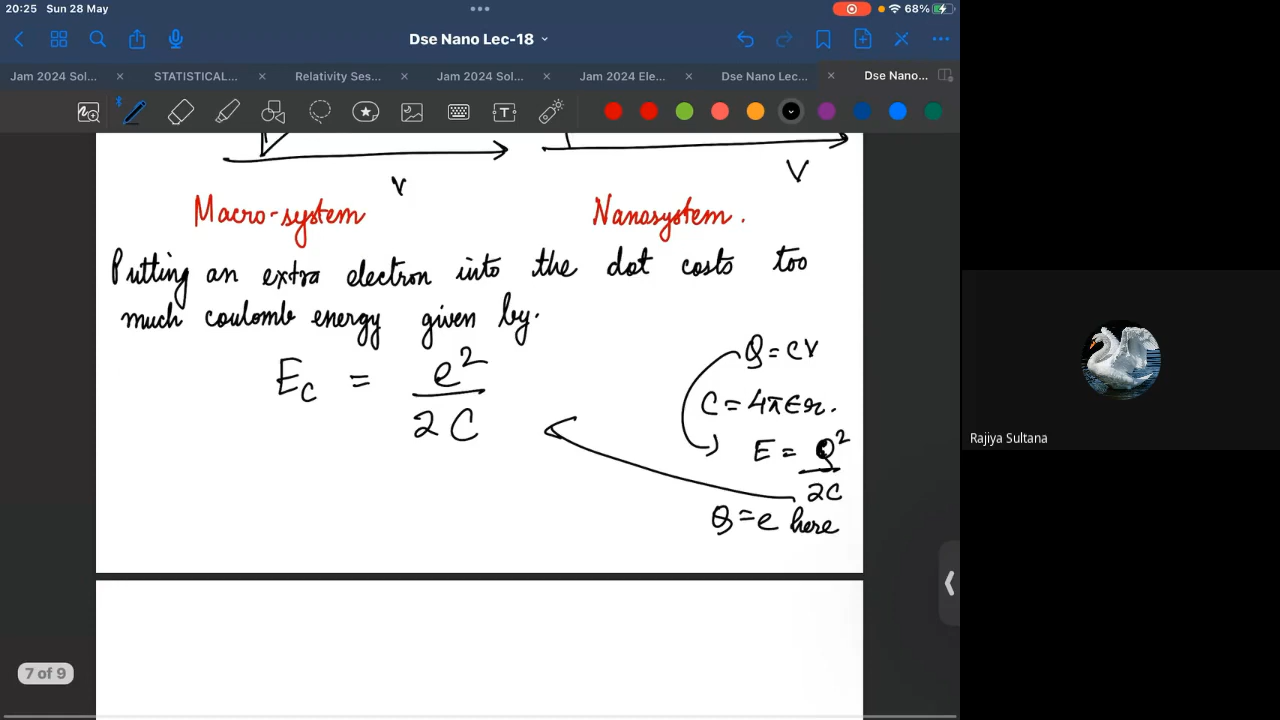 20:25 Sun 28 May
68%
Dse Nano Lec-18
Jam 2024 Sol...
STATISTICAL...
Relativity Ses...
Jam 2024 Sol...
Jam 2024 Ele...
Dse Nano Lec...
Dse Nano...
V
V
Macro-system
Nanosystem.
Putting an extra electron into the dot costs too
much coulomb energy given by.
E_C = e²/2C
Q = CV
C = 4πεr.
E = Q²/2C
Q = e here
7 of 9
Rajiya Sultana